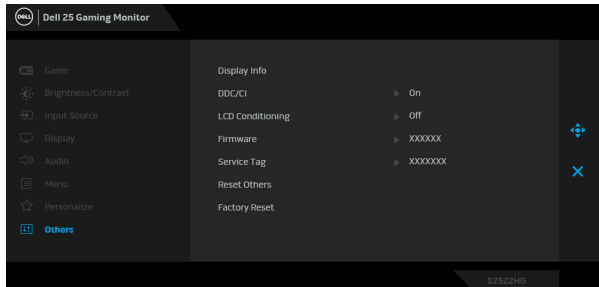 DELL Dell 25 Gaming Monitor
Game
Brightness/Contrast
Input Source
Display
Audio
Menu
Personalize
Others
Display Info
DDC/CI On
LCD Conditioning Off
Firmware XXXXXX
Service Tag XXXXXXX
Reset Others
Factory Reset
S2522HG